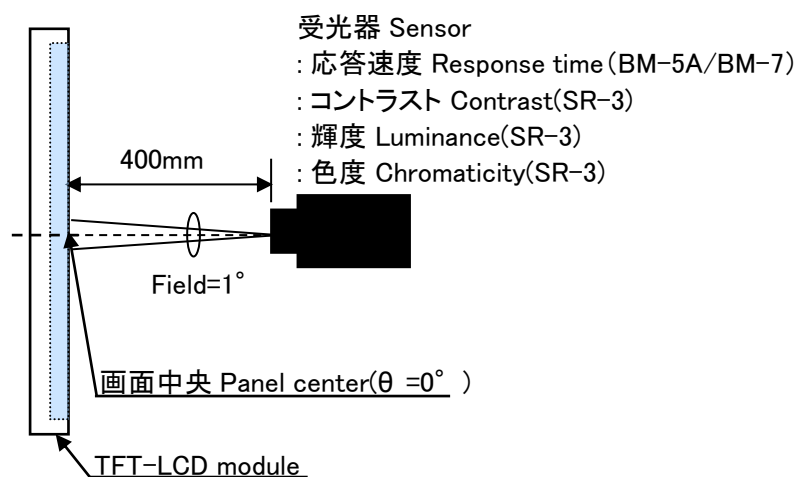 受光器 Sensor
: 応答速度 Response time(BM-5A/BM-7)
: コントラスト Contrast(SR-3)
: 輝度 Luminance(SR-3)
: 色度 Chromaticity(SR-3)
400mm
Field=1°
画面中央 Panel center(θ =0° )
TFT-LCD module